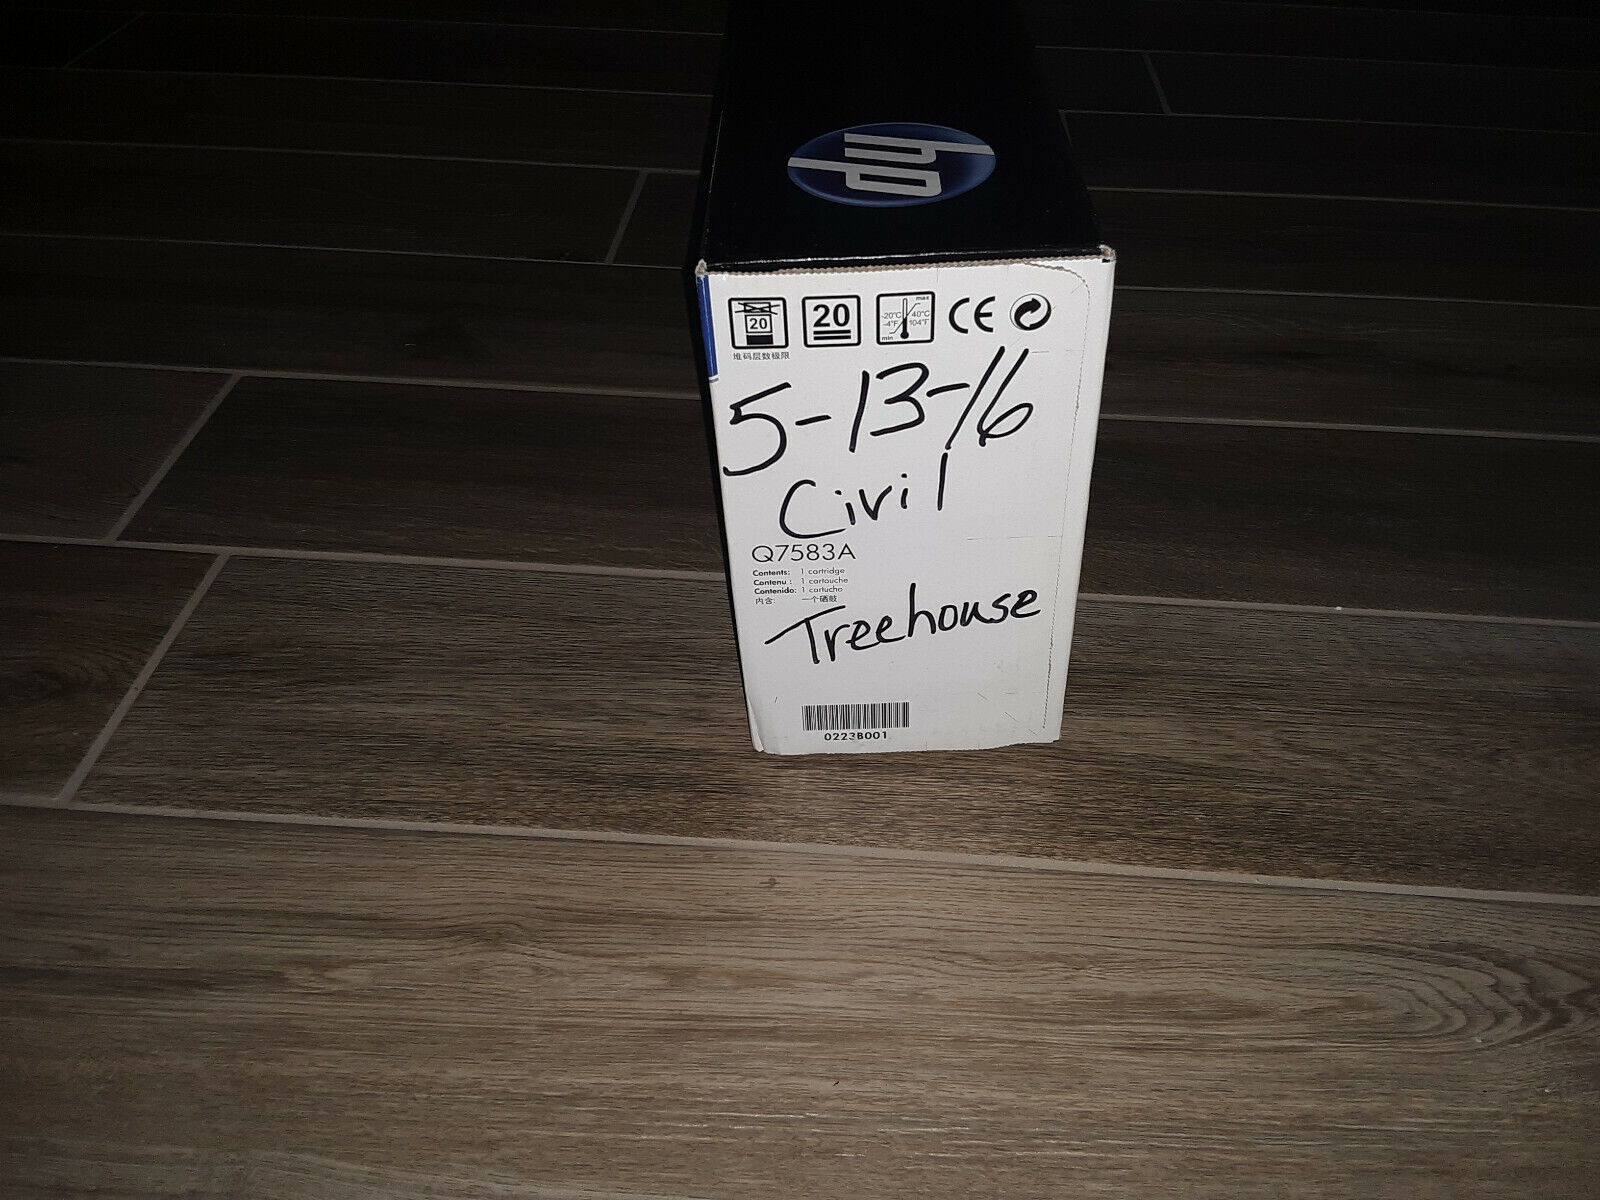 hp
20
20
max
-20°C 40°C
-4°F 104°F
min
CE
堆码层数极限
5-13-16
Civil
Q7583A
Contents: 1 cartridge
Contenu : 1 cartouche
Contenido: 1 cartucho
内含: 一个硒鼓
Treehouse
0223B001